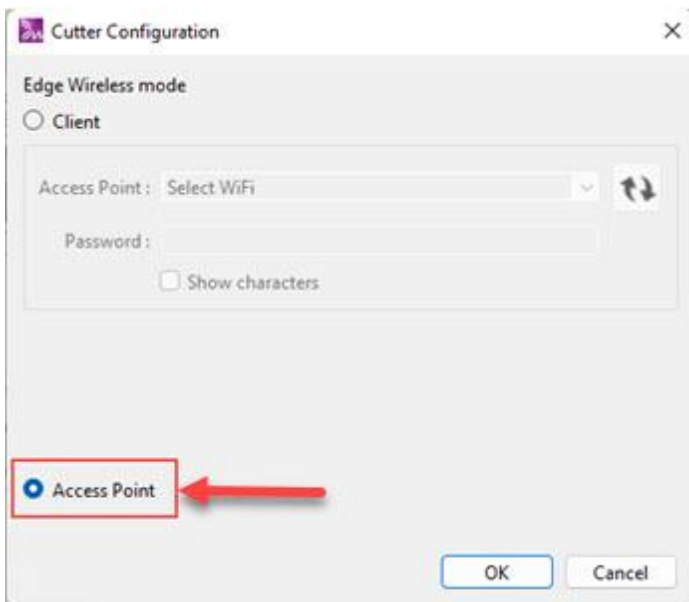 Cutter Configuration
Edge Wireless mode
Client
Access Point : Select WiFi
Password :
Show characters
Access Point
OK Cancel